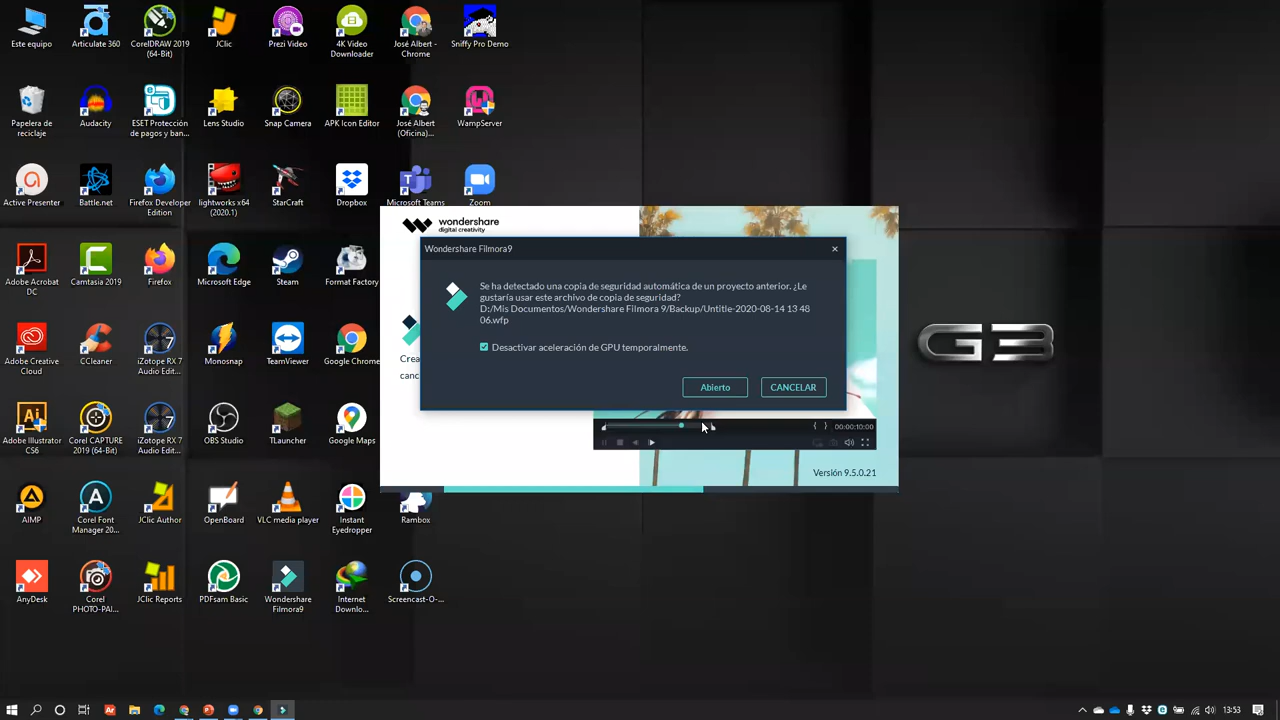 Este equipo
Articulate 360
CorelDRAW 2019
(64-Bit)
JClic
Prezi Video
4K Video
Downloader
José Albert -
Chrome
Sniffy Pro Demo
Papelera de
reciclaje
Audacity
ESET Protección
de pagos y ban...
Lens Studio
Snap Camera
APK Icon Editor
José Albert
(Oficina)...
WampServer
Active Presenter
Battle.net
Firefox Developer
Edition
lightworks x64
(2020.1)
StarCraft
Dropbox
Microsoft Teams
Zoom
Adobe Acrobat
DC
Camtasia 2019
Firefox
Microsoft Edge
Steam
Format Factory
Adobe Creative
Cloud
CCleaner
iZotope RX 7
Audio Edit...
Monosnap
TeamViewer
Google Chrome
Adobe Illustrator
CS6
Corel CAPTURE
2019 (64-Bit)
iZotope RX 7
Audio Edit...
OBS Studio
TLauncher
Google Maps
AIMP
Corel Font
Manager 20...
JClic Author
OpenBoard
VLC media player
Instant
Eyedropper
Rambox
AnyDesk
Corel
PHOTO-PAI...
JClic Reports
PDFsam Basic
Wondershare
Filmora9
Internet
Downlo...
Screencast-O-...
wondershare
digital creativity
Wondershare Filmora9
Se ha detectado una copia de seguridad automática de un proyecto anterior. ¿Le
gustaría usar este archivo de copia de seguridad?
D:/Mis Documentos/Wondershare Filmora 9/Backup/Untitle-2020-08-14 13 48
06.wfp
Desactivar aceleración de GPU temporalmente.
Abierto
CANCELAR
Crea
canc
00:00:10:00
Versión 9.5.0.21
G3
13:53